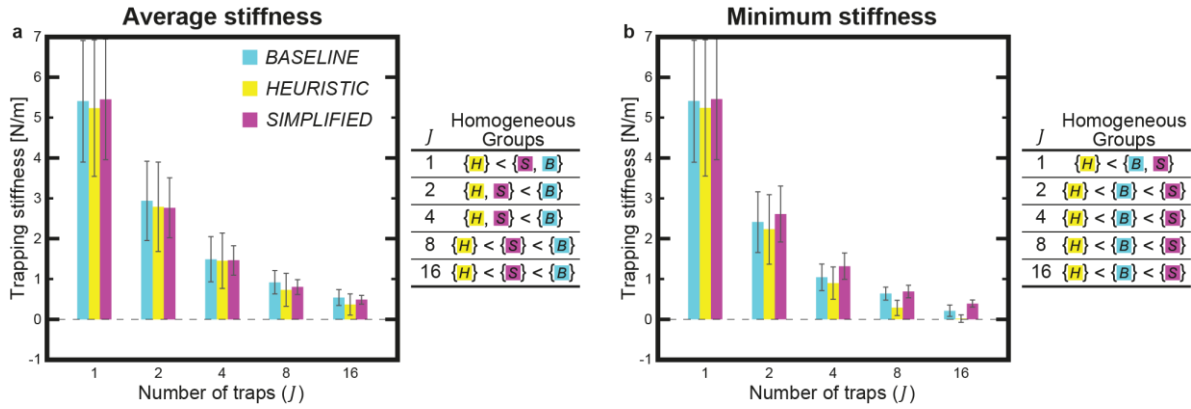 Average stiffness
a
7
6
5
4
3
2
1
0
-1
Trapping stiffness [N/m]
BASELINE
HEURISTIC
SIMPLIFIED
1 2 4 8 16
Number of traps (J)
J Homogeneous Groups
1 {H} < {S, B}
2 {H, S} < {B}
4 {H, S} < {B}
8 {H} < {S} < {B}
16 {H} < {S} < {B}
Minimum stiffness
b
7
6
5
4
3
2
1
0
-1
Trapping stiffness [N/m]
1 2 4 8 16
Number of traps (J)
J Homogeneous Groups
1 {H} < {B, S}
2 {H} < {B} < {S}
4 {H} < {B} < {S}
8 {H} < {B} < {S}
16 {H} < {B} < {S}